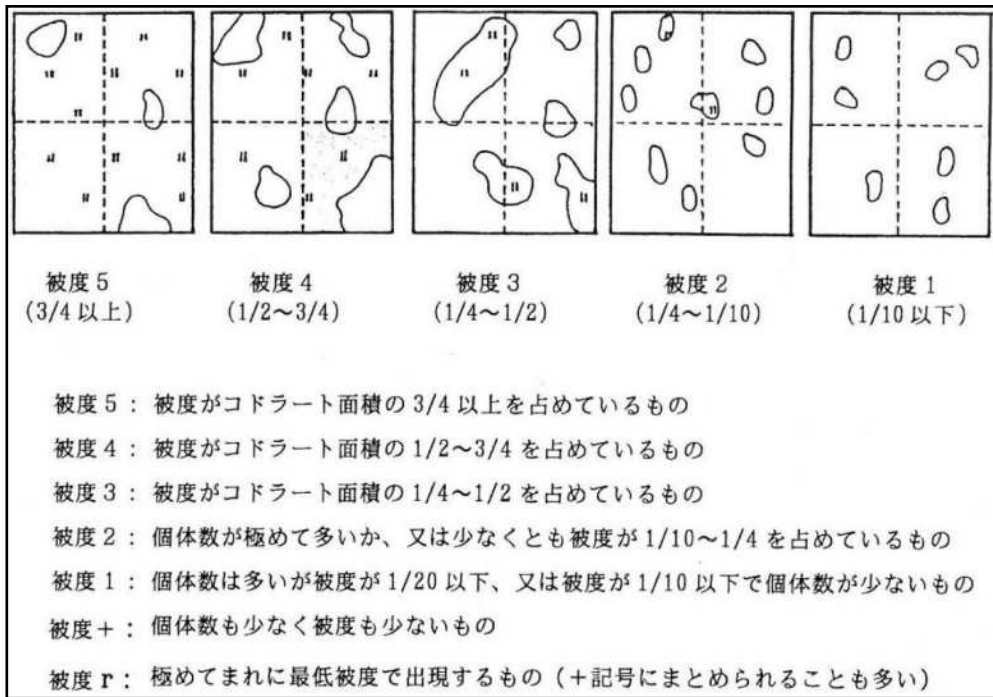 被度5 被度4 被度3 被度2 被度1
(3/4以上) (1/2～3/4) (1/4～1/2) (1/4～1/10) (1/10以下)
被度5：被度がコドラート面積の3/4以上を占めているもの
被度4：被度がコドラート面積の1/2～3/4を占めているもの
被度3：被度がコドラート面積の1/4～1/2を占めているもの
被度2：個体数が極めて多いか、又は少なくとも被度が1/10～1/4を占めているもの
被度1：個体数は多いが被度が1/20以下、又は被度が1/10以下で個体数が少ないもの
被度+：個体数も少なく被度も少ないもの
被度r：極めてまれに最低被度で出現するもの(+記号にまとめられることも多い)